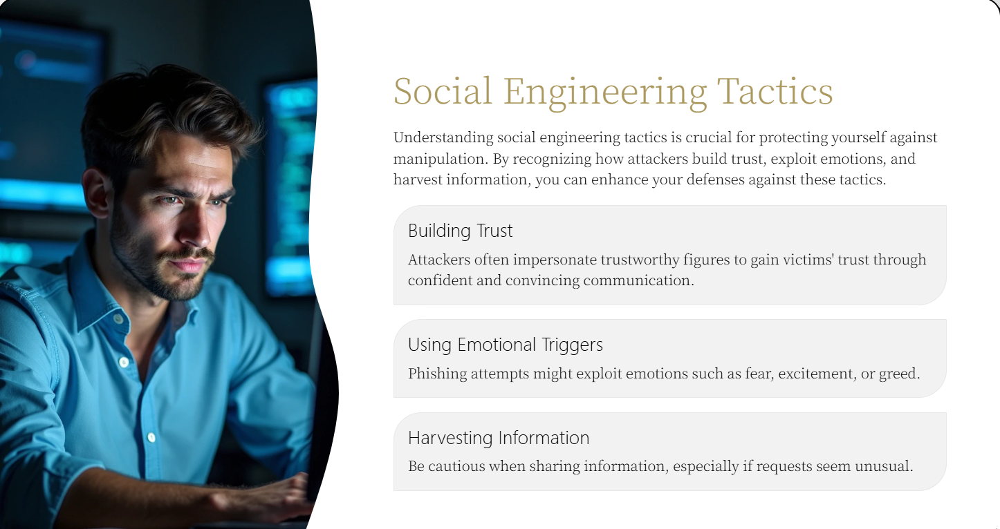 Social Engineering Tactics
Understanding social engineering tactics is crucial for protecting yourself against
manipulation. By recognizing how attackers build trust, exploit emotions, and
harvest information, you can enhance your defenses against these tactics.
Building Trust
Attackers often impersonate trustworthy figures to gain victims' trust through
confident and convincing communication.
Using Emotional Triggers
Phishing attempts might exploit emotions such as fear, excitement, or greed.
Harvesting Information
Be cautious when sharing information, especially if requests seem unusual.